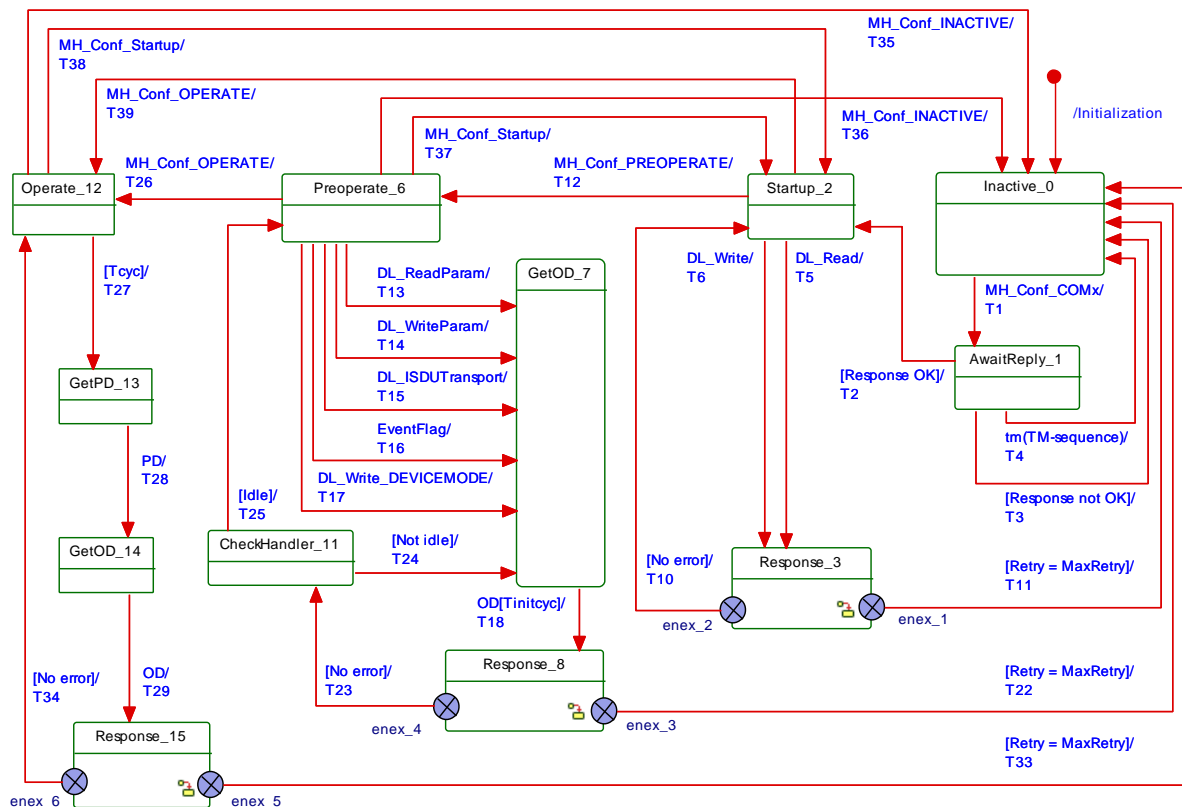 MH_Conf_INACTIVE/
T35
MH_Conf_Startup/
T38
MH_Conf_OPERATE/
T39
MH_Conf_INACTIVE/
T36
/Initialization
MH_Conf_Startup/
T37
MH_Conf_OPERATE/
T26
MH_Conf_PREOPERATE/
T12
Operate_12
Preoperate_6
Startup_2
Inactive_0
[Tcyc]/
T27
DL_ReadParam/
T13
GetOD_7
DL_Write/
T6
DL_Read/
T5
MH_Conf_COMx/
T1
DL_WriteParam/
T14
AwaitReply_1
GetPD_13
DL_ISDUTransport/
T15
[Response OK]/
T2
EventFlag/
T16
tm(TM-sequence)/
T4
PD/
T28
DL_Write_DEVICEMODE/
T17
[Idle]/
T25
[Response not OK]/
T3
GetOD_14
CheckHandler_11
[Not idle]/
T24
[No error]/
T10
Response_3
[Retry = MaxRetry]/
T11
OD[Tinitcyc]/
T18
enex_2
enex_1
[No error]/
T34
OD/
T29
[No error]/
T23
Response_8
[Retry = MaxRetry]/
T22
enex_4
enex_3
Response_15
[Retry = MaxRetry]/
T33
enex_6
enex_5